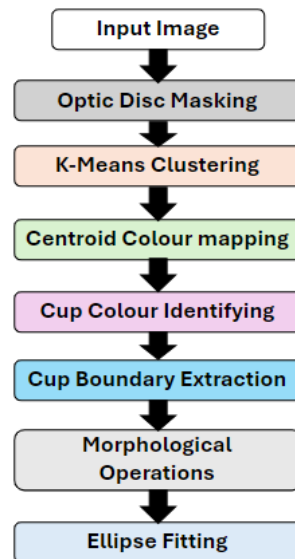 Input Image
Optic Disc Masking
K-Means Clustering
Centroid Colour mapping
Cup Colour Identifying
Cup Boundary Extraction
Morphological
Operations
Ellipse Fitting